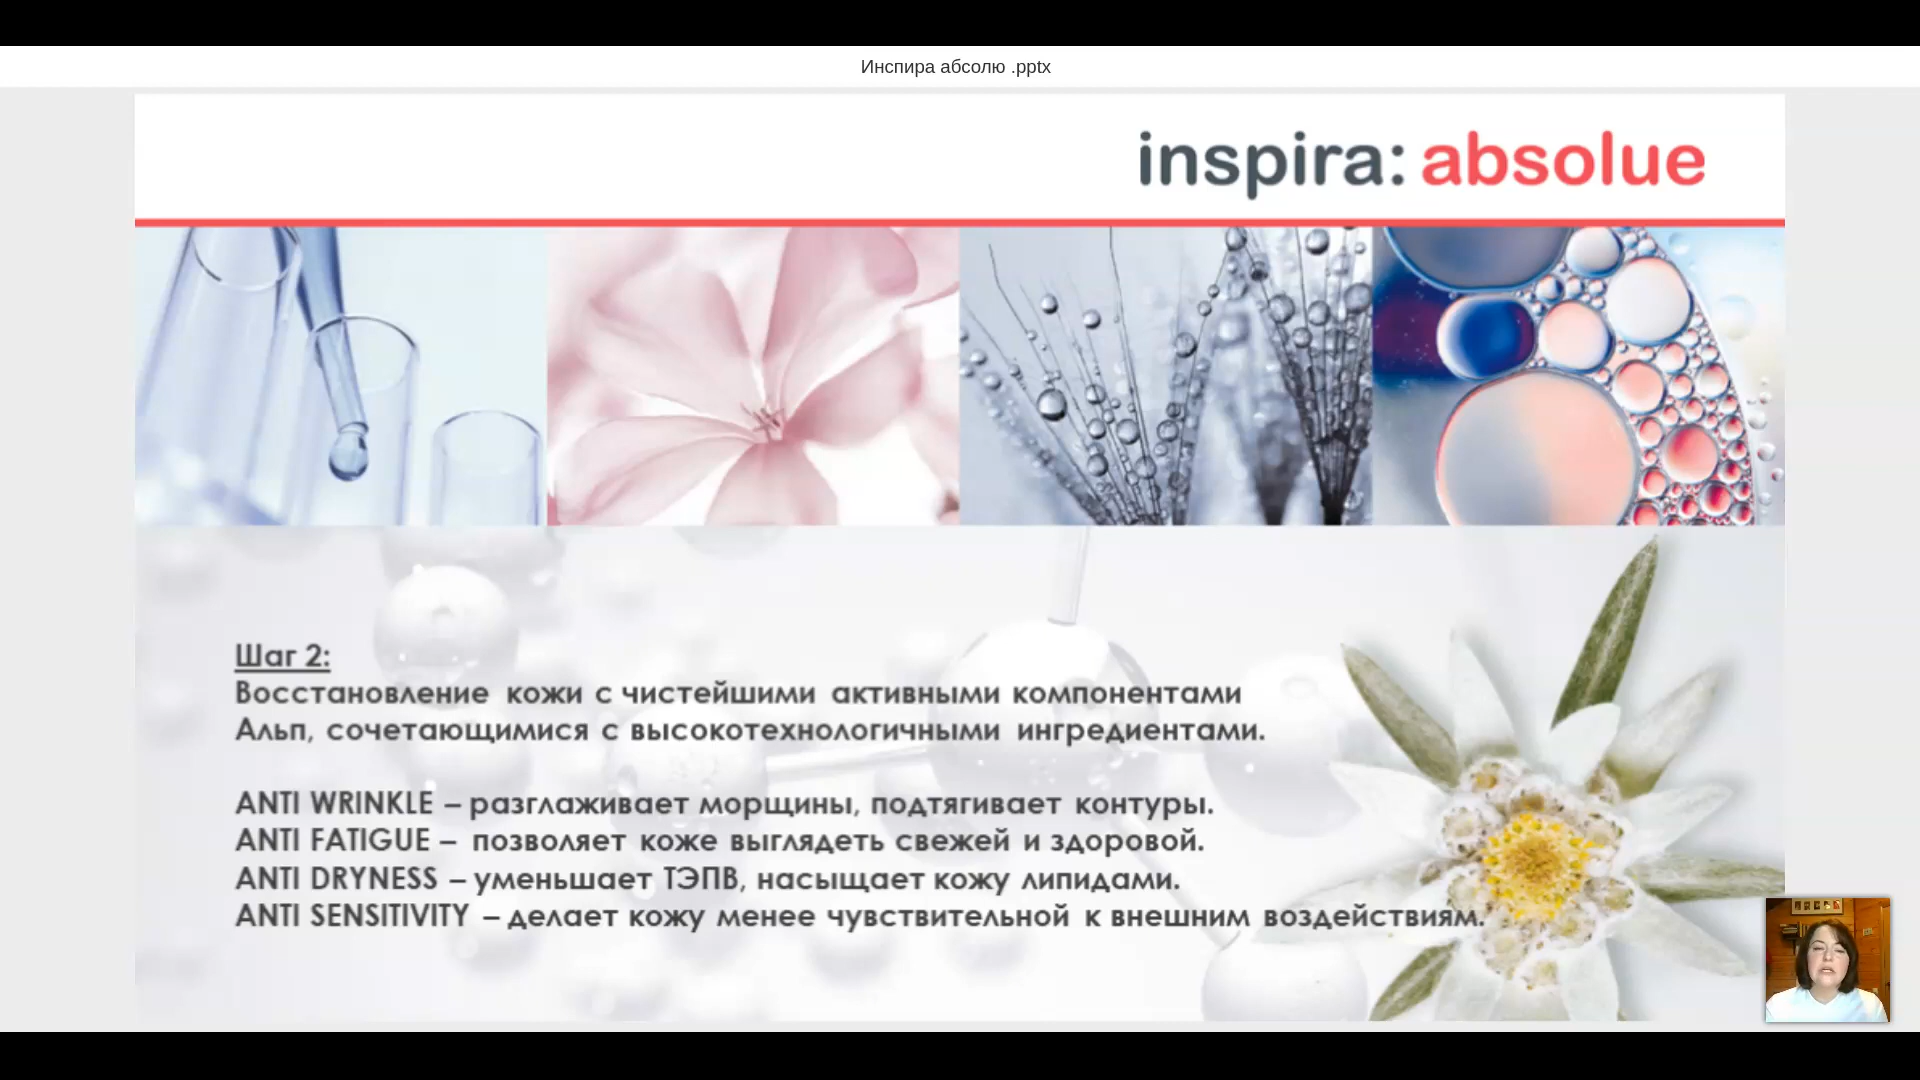 Инспира абсолю .pptx
inspira: absolue
Шаг 2:
Восстановление кожи с чистейшими активными компонентами
Альп, сочетающимися с высокотехнологичными ингредиентами.
ANTI WRINKLE – разглаживает морщины, подтягивает контуры.
ANTI FATIGUE – позволяет коже выглядеть свежей и здоровой.
ANTI DRYNESS – уменьшает ТЭПВ, насыщает кожу липидами.
ANTI SENSITIVITY – делает кожу менее чувствительной к внешним воздействиям.